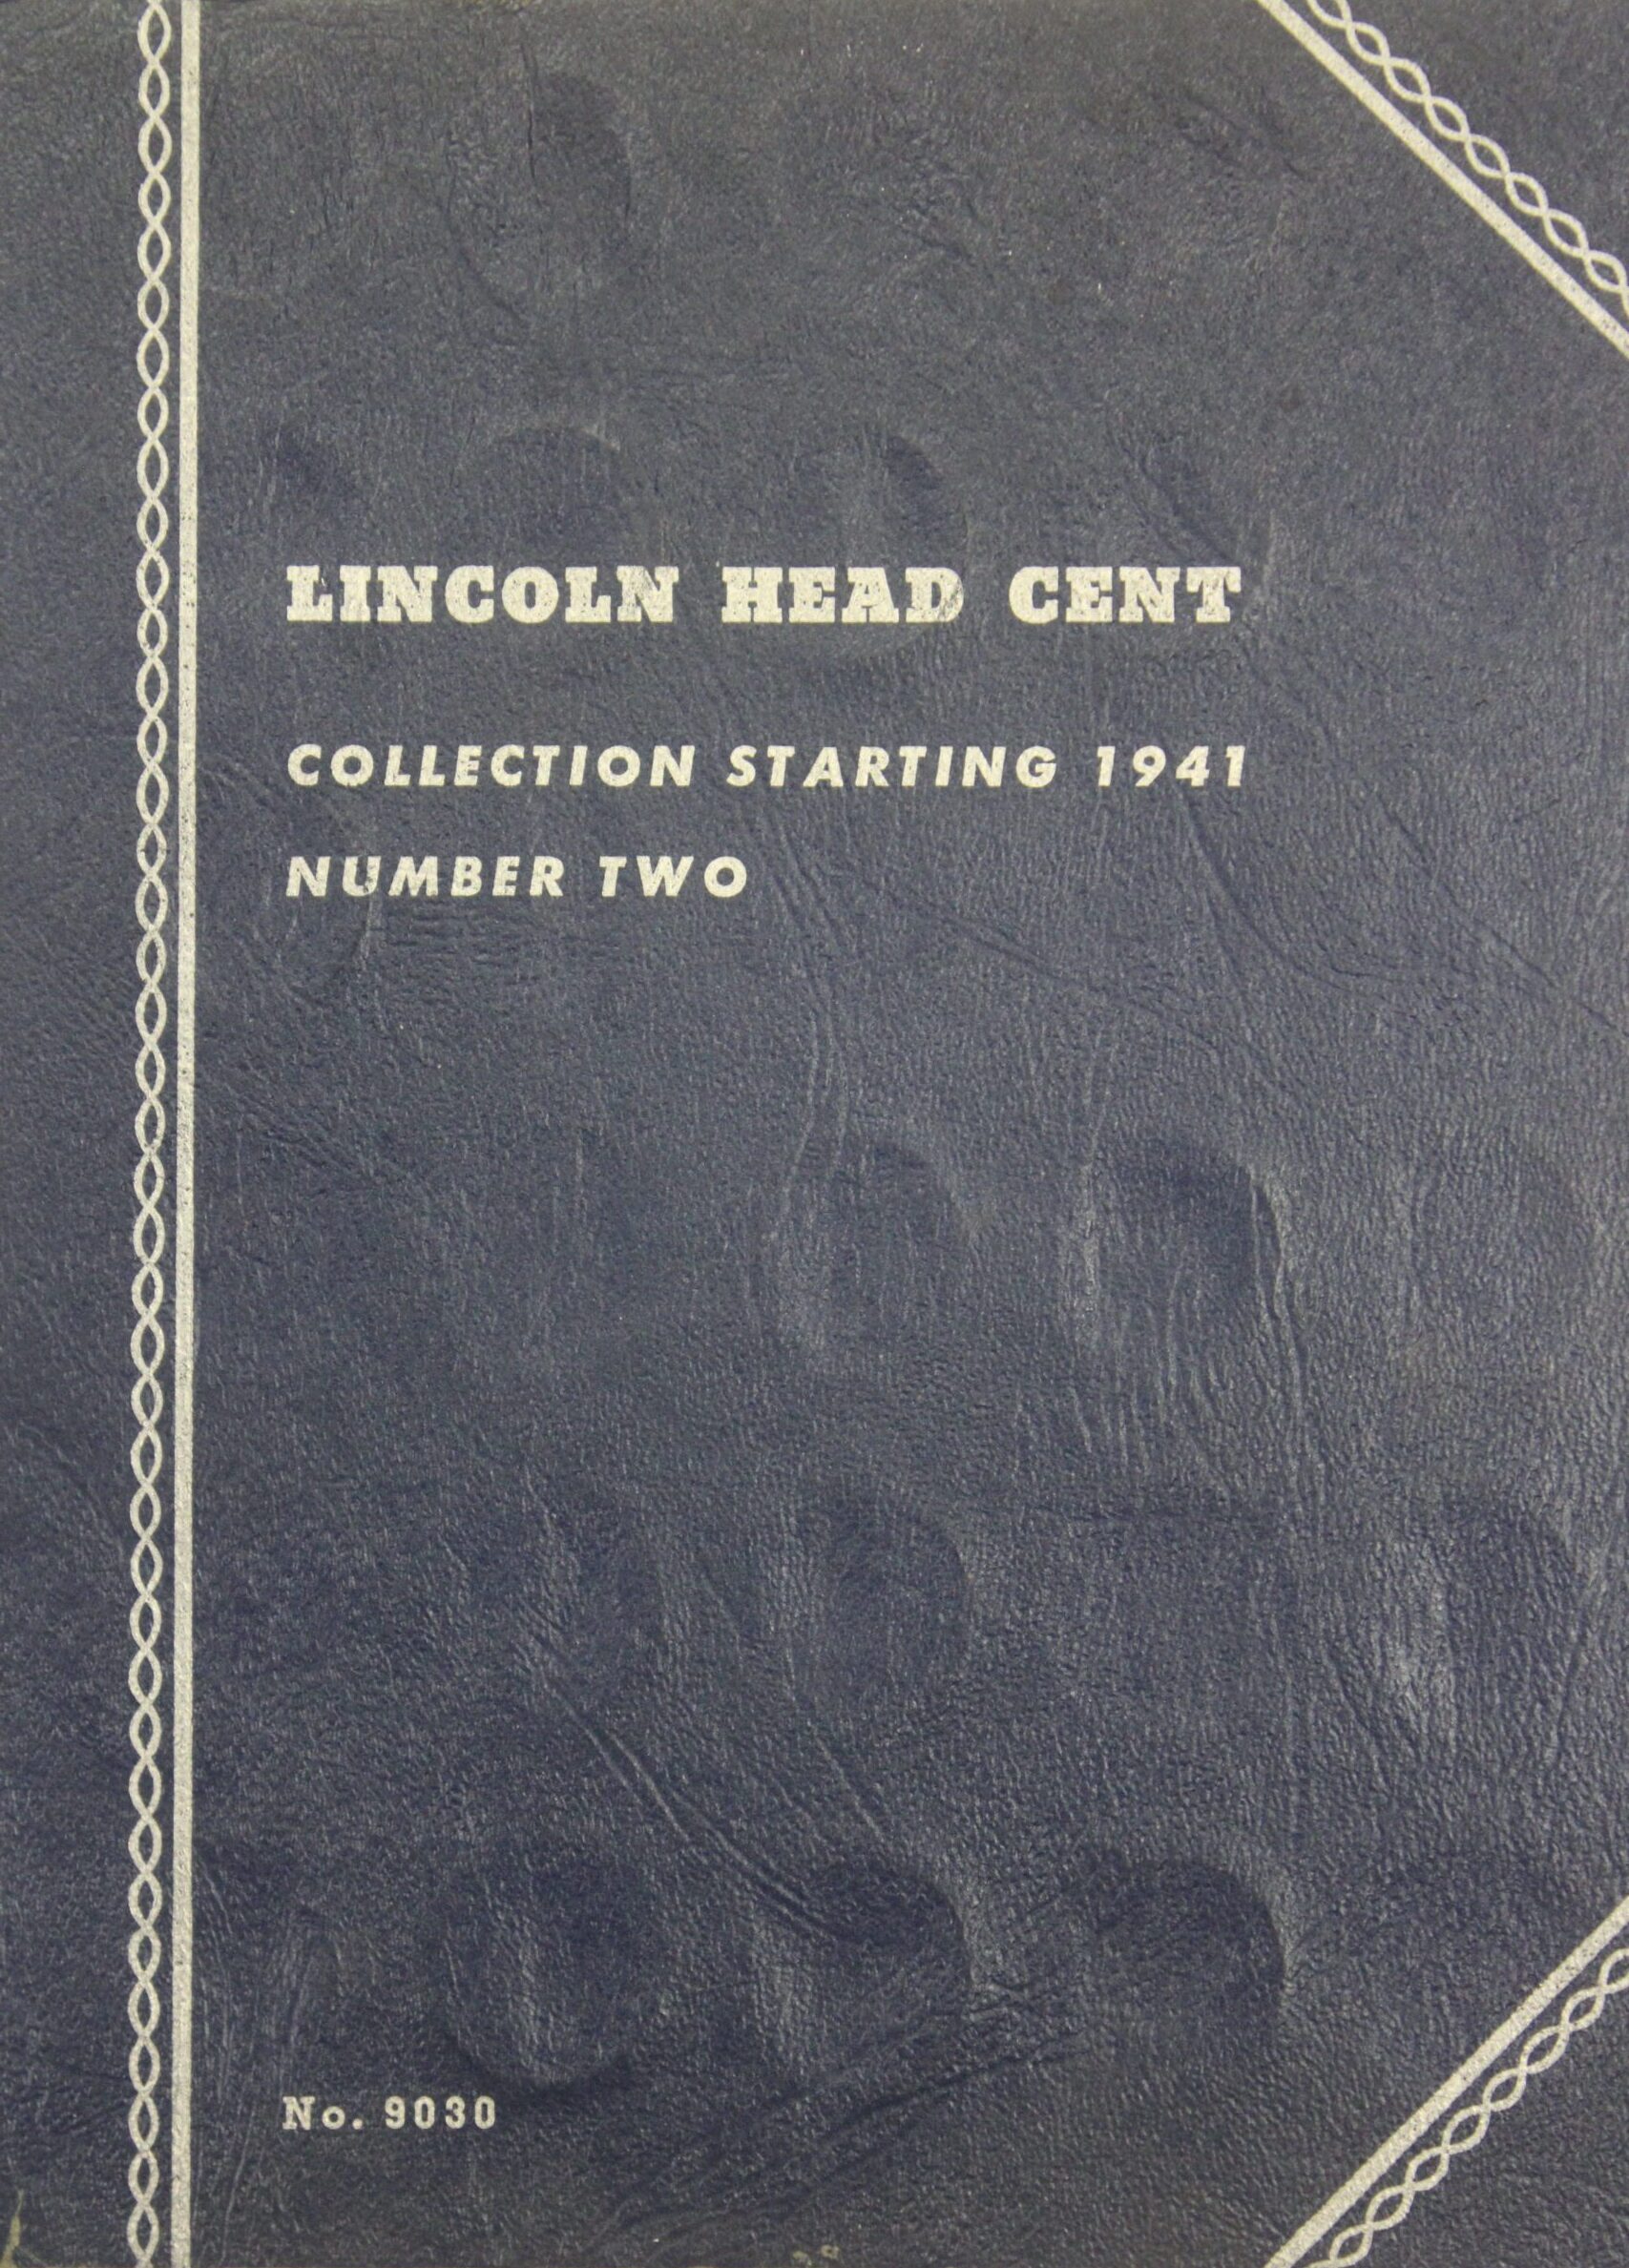 LINCOLN HEAD CENT
COLLECTION STARTING 1941
NUMBER TWO
No. 9030